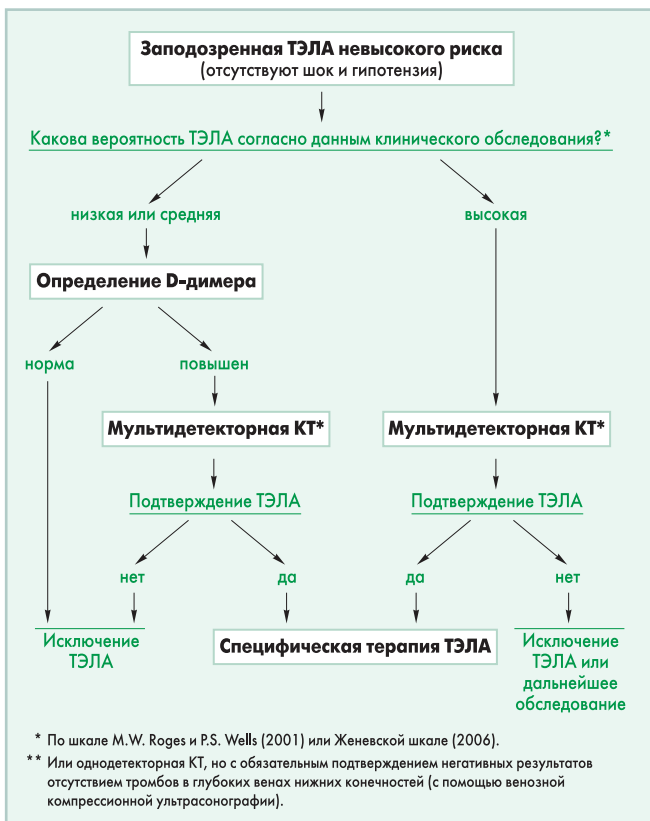 Заподозренная ТЭЛА невысокого риска
(отсутствуют шок и гипотензия)
Какова вероятность ТЭЛА согласно данным клинического обследования?*
низкая или средняя
высокая
Определение D-димера
норма
повышен
Мультидетекторная КТ*
Мультидетекторная КТ*
Подтверждение ТЭЛА
Подтверждение ТЭЛА
нет
да
да
нет
Исключение
ТЭЛА
Специфическая терапия ТЭЛА
Исключение
ТЭЛА или
дальнейшее
обследование
* По шкале M.W. Roges и P.S. Wells (2001) или Женевской шкале (2006).
** Или однодетекторная КТ, но с обязательным подтверждением негативных результатов
отсутствием тромбов в глубоких венах нижних конечностей (с помощью венозной
компрессионной ультрасонографии).